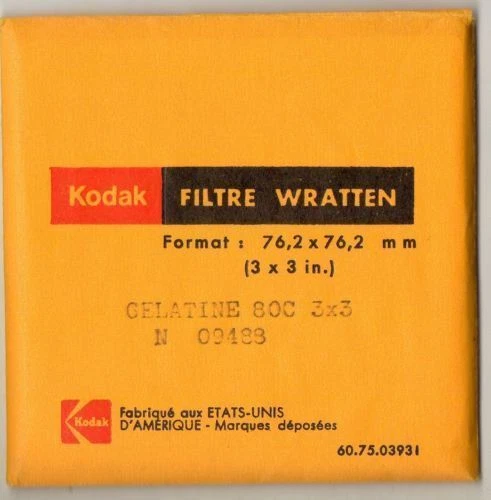 Kodak FILTRE WRATTEN
Format : 76,2 x 76,2 mm
(3 x 3 in.)
GELATINE 80C 3x3
N 09488
Kodak
Fabriqué aux ETATS-UNIS
D'AMÉRIQUE - Marques déposées
60.75.03931